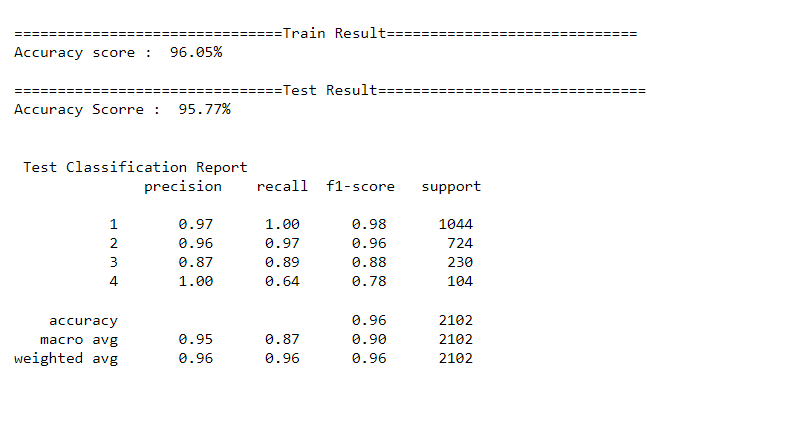 ===============================Train Result=============================
Accuracy score :  96.05%
===============================Test Result===============================
Accuracy Scorre :  95.77%
Test Classification Report
precision    recall  f1-score   support
1       0.97      1.00      0.98      1044
2       0.96      0.97      0.96       724
3       0.87      0.89      0.88       230
4       1.00      0.64      0.78       104
accuracy                           0.96      2102
macro avg       0.95      0.87      0.90      2102
weighted avg       0.96      0.96      0.96      2102